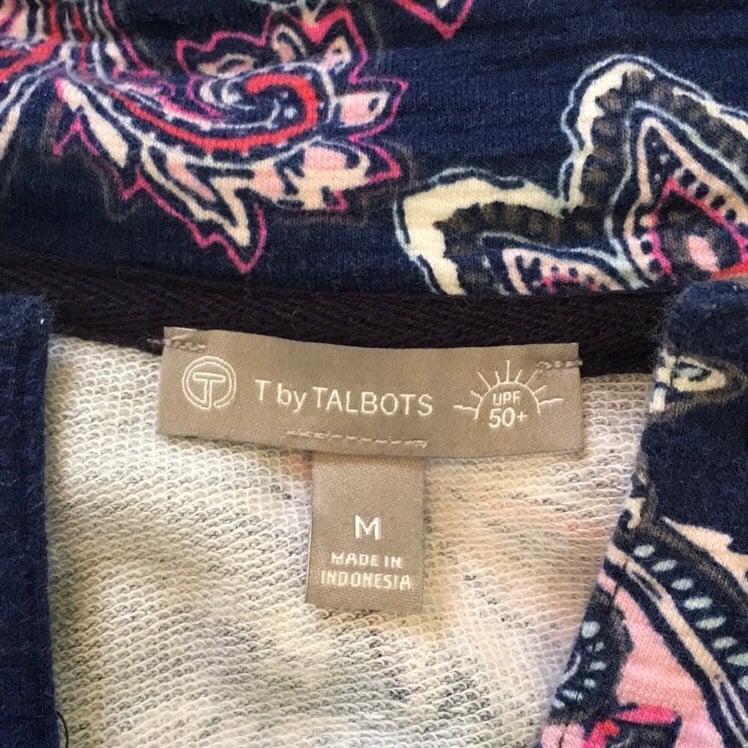 T
T by TALBOTS
UPF
50+
M
MADE IN
INDONESIA